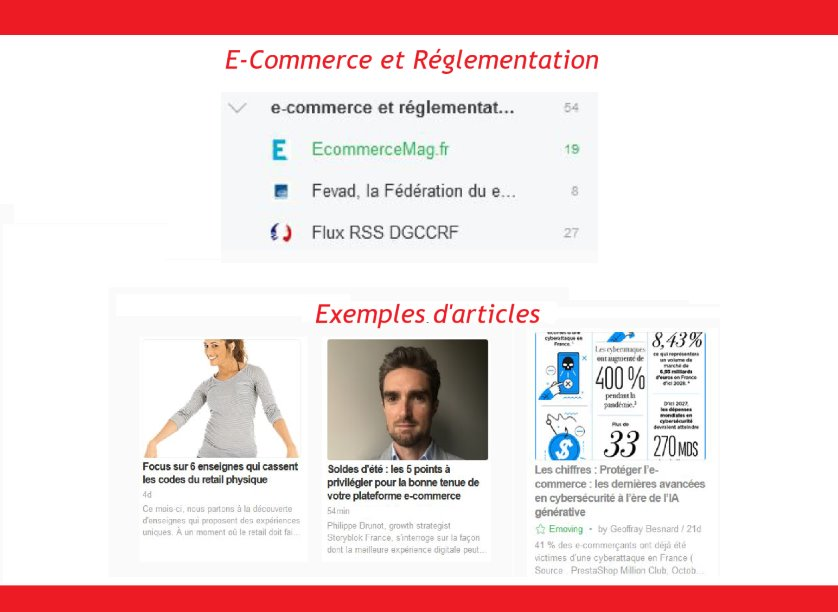 E-Commerce et Réglementation
e-commerce et réglementat...
54
E
EcommerceMag.fr
19
Fevad, la Fédération du e...
8
Flux RSS DGCCRF
27
Exemples d'articles
Focus sur 6 enseignes qui cassent
les codes du retail physique
4d
Ce mois-ci, nous partons à la découverte
d'enseignes qui proposent des expériences
uniques. À un moment où le retail doit fai...
Soldes d'été : les 5 points à
privilégier pour la bonne tenue de
votre plateforme e-commerce
54min
Philippe Brunot, growth strategist
Storyblok France, s'interroge sur la façon
dont la meilleure expérience digitale peut...
cyberattaque en
France.
Les cyberattaques
ont augmenté de
400 %
pendant la
pandémie.
Plus de
33
8,43%
ce qui représentera
un volume de
marché de
d'euros en France
D'ici 2027,
les dépenses
mondiales en
cybersécurité
devraient atteindre
270 MDS
Les chiffres : Protéger l'e-
commerce : les dernières avancées
en cybersécurité à l'ère de l'IA
générative
Emoving • by Geoffray Besnard / 21d
41 % des e-commerçants ont déjà été
victimes d'une cyberattaque en France (
Source PrestaShop Million Club, Octob...